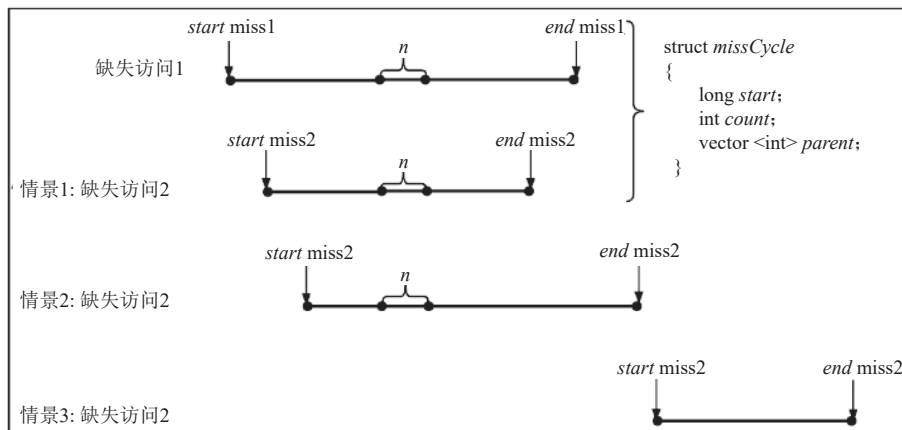 start miss1
end miss1
n
缺失访问1
struct missCycle
{
long start；
int count；
vector <int> parent；
}
start miss2
end miss2
n
情景1: 缺失访问2
start miss2
end miss2
n
情景2: 缺失访问2
start miss2
end miss2
情景3: 缺失访问2